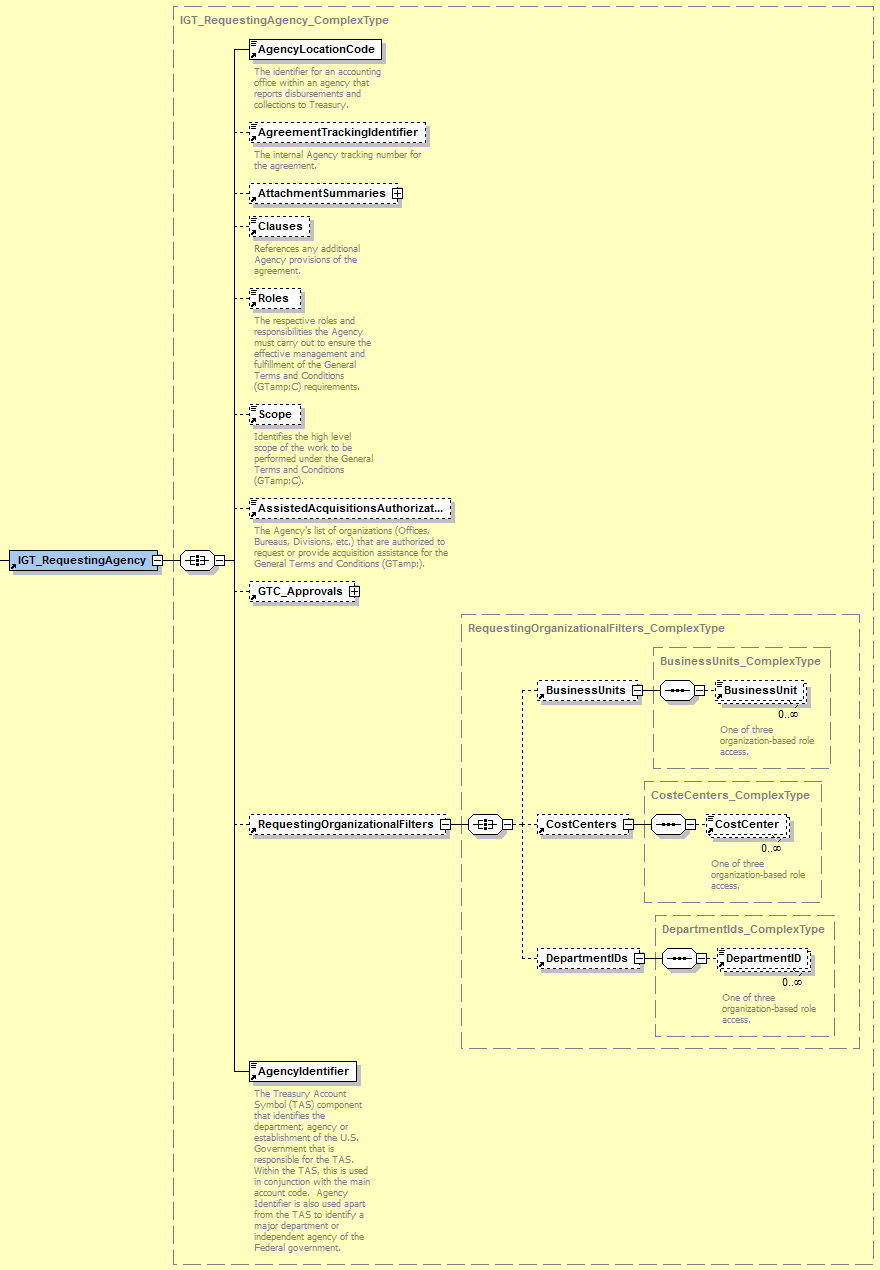 IGT_RequestingAgency_ComplexType
AgencyLocationCode
The identifier for an accounting
office within an agency that
reports disbursements and
collections to Treasury.
AgreementTrackingIdentifier
The internal Agency tracking number for
the agreement.
AttachmentSummaries
Clauses
References any additional
Agency provisions of the
agreement.
Roles
The respective roles and
responsibilities the Agency
must carry out to ensure the
effective management and
fulfillment of the General
Terms and Conditions
(GTamp;C) requirements.
Scope
Identifies the high level
scope of the work to be
performed under the General
Terms and Conditions
(GTamp;C).
AssistedAcquisitionsAuthorizat...
The Agency's list of organizations (Offices,
Bureaus, Divisions, etc.) that are authorized to
request or provide acquisition assistance for the
General Terms and Conditions (GTamp;).
IGT_RequestingAgency
GTC_Approvals
RequestingOrganizationalFilters_ComplexType
BusinessUnits_ComplexType
BusinessUnits
BusinessUnit
0..∞
One of three
organization-based role
access.
CosteCenters_ComplexType
RequestingOrganizationalFilters
CostCenters
CostCenter
0..∞
One of three
organization-based role
access.
DepartmentIds_ComplexType
DepartmentIDs
DepartmentID
0..∞
One of three
organization-based role
access.
AgencyIdentifier
The Treasury Account
Symbol (TAS) component
that identifies the
department, agency or
establishment of the U.S.
Government that is
responsible for the TAS.
Within the TAS, this is used
in conjunction with the main
account code.  Agency
Identifier is also used apart
from the TAS to identify a
major department or
independent agency of the
Federal government.